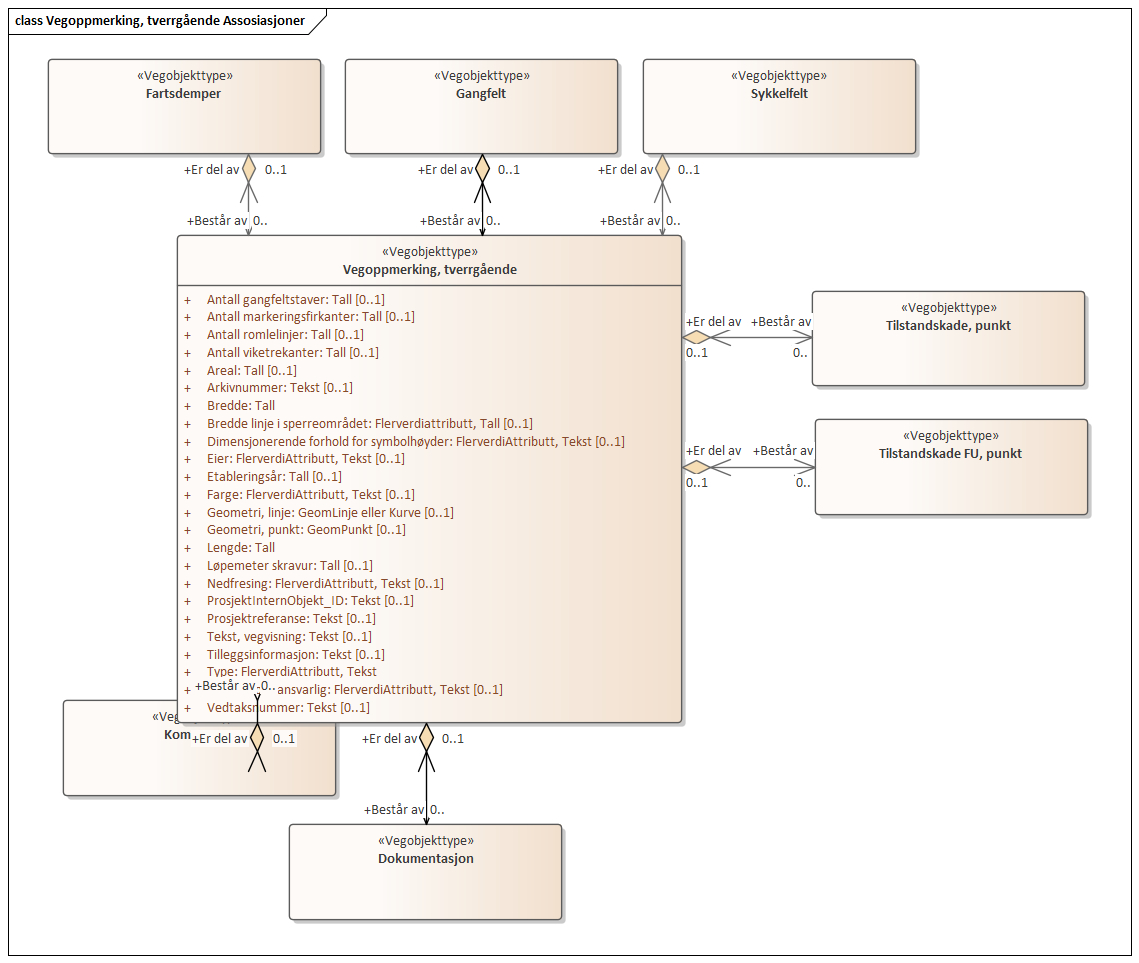 class Vegoppmerking, tverrgående Assosiasjoner
«Vegobjekttype»
Fartsdemper
«Vegobjekttype»
Gangfelt
«Vegobjekttype»
Sykkelfelt
+Er del av 0..1
+Er del av 0..1
+Er del av 0..1
+Består av 0..
+Består av 0..
+Består av 0..
«Vegobjekttype»
Vegoppmerking, tverrgående
+ Antall gangfeltstaver: Tall [0..1]
+ Antall markeringsfirkanter: Tall [0..1]
+ Antall romlelinjer: Tall [0..1]
+ Antall viketrekanter: Tall [0..1]
+ Areal: Tall [0..1]
+ Arkivnummer: Tekst [0..1]
+ Bredde: Tall
+ Bredde linje i sperreområdet: Flerverdiattributt, Tall [0..1]
+ Dimensjonerende forhold for symbolhøyder: FlerverdiAttributt, Tekst [0..1]
+ Eier: FlerverdiAttributt, Tekst [0..1]
+ Etableringsår: Tall [0..1]
+ Farge: FlerverdiAttributt, Tekst [0..1]
+ Geometri, linje: GeomLinje eller Kurve [0..1]
+ Geometri, punkt: GeomPunkt [0..1]
+ Lengde: Tall
+ Løpemeter skravur: Tall [0..1]
+ Nedfresing: FlerverdiAttributt, Tekst [0..1]
+ ProsjektInternObjekt_ID: Tekst [0..1]
+ Prosjektreferanse: Tekst [0..1]
+ Tekst, vegvisning: Tekst [0..1]
+ Tilleggsinformasjon: Tekst [0..1]
+ Type: FlerverdiAttributt, Tekst
+ ansvarlig: FlerverdiAttributt, Tekst [0..1]
+ Vedtaksnummer: Tekst [0..1]
+Er del av +Består av
0..1 0..
«Vegobjekttype»
Tilstandskade, punkt
+Er del av +Består av
0..1 0..
«Vegobjekttype»
Tilstandskade FU, punkt
+Består av 0..
«Veg
Kom
+Er del av 0..1
+Er del av 0..1
+Består av 0..
«Vegobjekttype»
Dokumentasjon